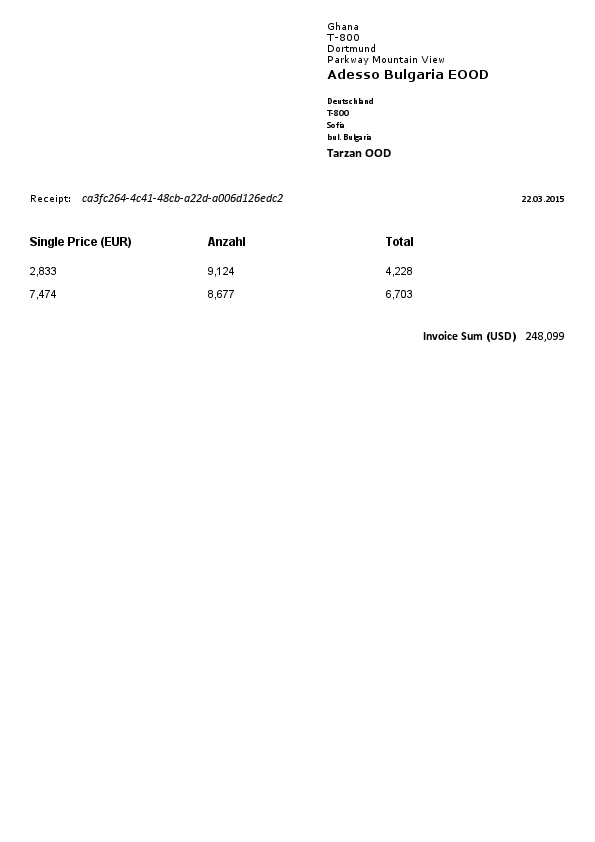 Ghana
T-800
Dortmund
Parkway Mountain View
Adesso Bulgaria EOOD
Deutschland
T-800
Sofia
bul. Bulgaria
Tarzan OOD
Receipt: ca3fc264-4c41-48cb-a22d-a006d126edc2 22.03.2015
Single Price (EUR) Anzahl Total
2,833 9,124 4,228
7,474 8,677 6,703
Invoice Sum (USD) 248,099